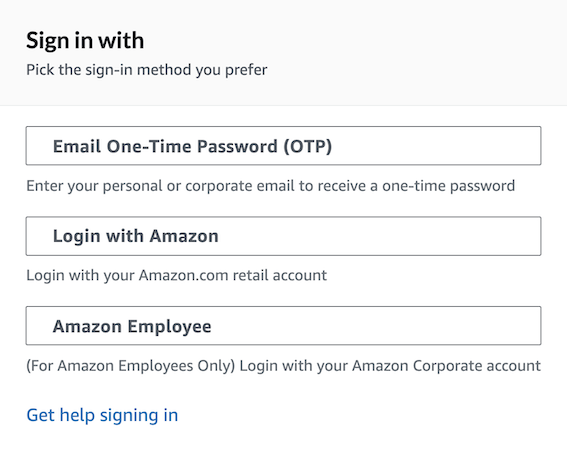 Sign in with
Pick the sign-in method you prefer
Email One-Time Password (OTP)
Enter your personal or corporate email to receive a one-time password
Login with Amazon
Login with your Amazon.com retail account
Amazon Employee
(For Amazon Employees Only) Login with your Amazon Corporate account
Get help signing in